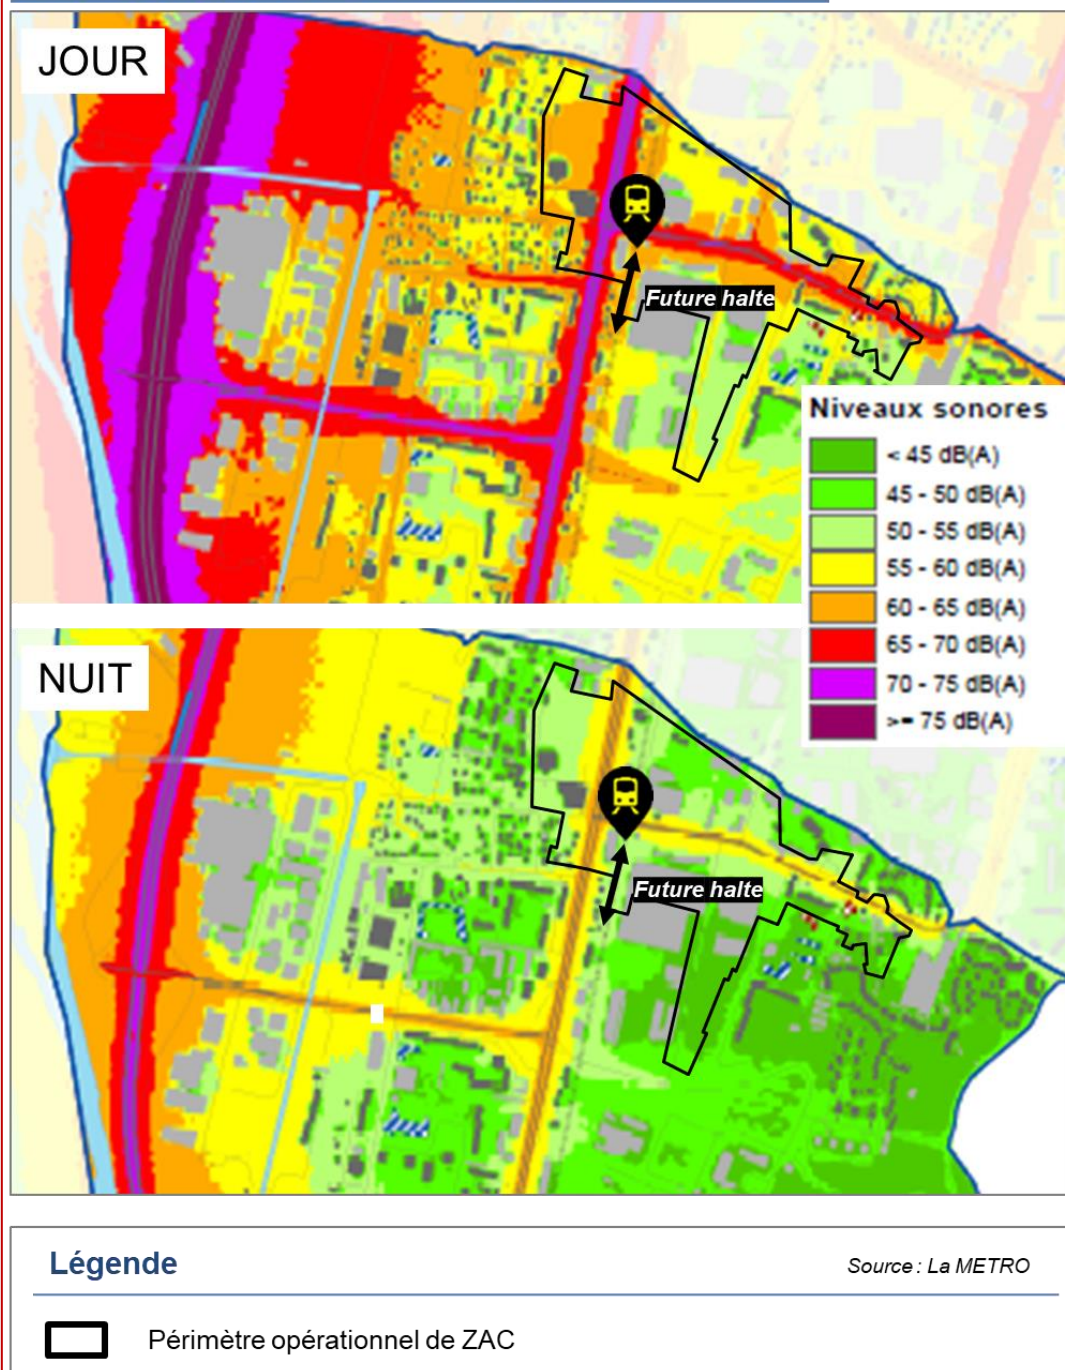 JOUR
Future halte
Niveaux sonores
< 45 dB(A)
45 - 50 dB(A)
50 - 55 dB(A)
55 - 60 dB(A)
60 - 65 dB(A)
65 - 70 dB(A)
70 - 75 dB(A)
>= 75 dB(A)
NUIT
Future halte
Légende
Source : La METRO
Périmètre opérationnel de ZAC